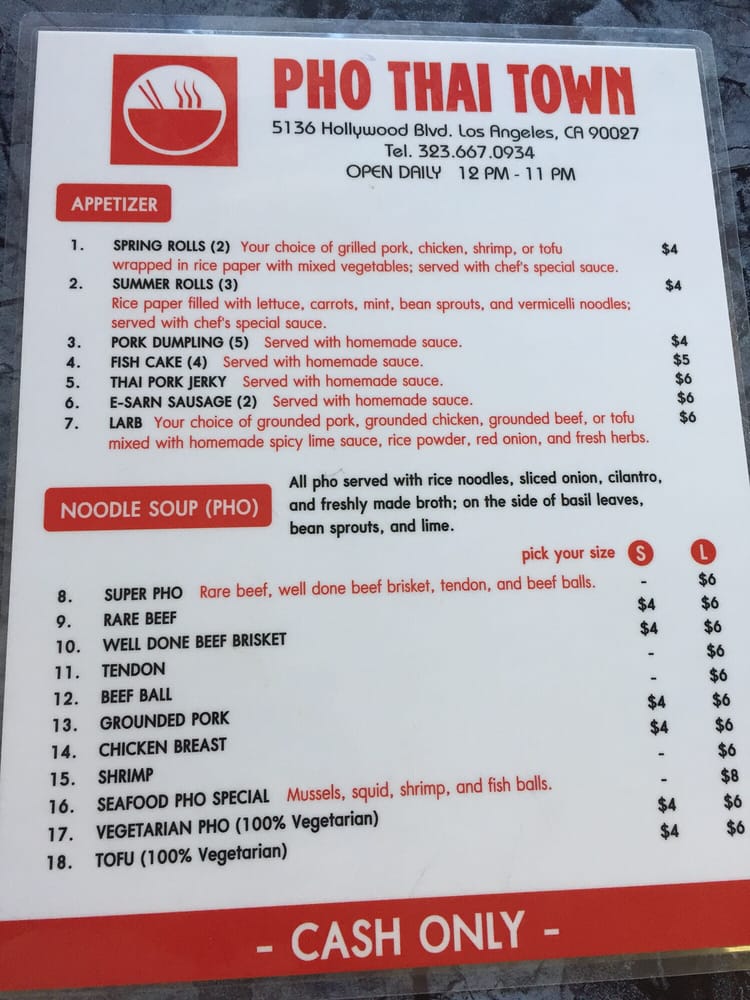 PHO THAI TOWN
5136 Hollywood Blvd. Los Angeles, CA 90027
Tel. 323.667.0934
OPEN DAILY 12 PM - 11 PM
APPETIZER
1. SPRING ROLLS (2) Your choice of grilled pork, chicken, shrimp, or tofu $4
wrapped in rice paper with mixed vegetables; served with chef's special sauce.
2. SUMMER ROLLS (3) $4
Rice paper filled with lettuce, carrots, mint, bean sprouts, and vermicelli noodles;
served with chef's special sauce.
3. PORK DUMPLING (5) Served with homemade sauce. $4
4. FISH CAKE (4) Served with homemade sauce. $5
5. THAI PORK JERKY Served with homemade sauce. $6
6. E-SARN SAUSAGE (2) Served with homemade sauce. $6
7. LARB Your choice of grounded pork, grounded chicken, grounded beef, or tofu $6
mixed with homemade spicy lime sauce, rice powder, red onion, and fresh herbs.
NOODLE SOUP (PHO)
All pho served with rice noodles, sliced onion, cilantro,
and freshly made broth; on the side of basil leaves,
bean sprouts, and lime.
pick your size S L
8. SUPER PHO Rare beef, well done beef brisket, tendon, and beef balls. - $6
9. RARE BEEF $4 $6
10. WELL DONE BEEF BRISKET $4 $6
11. TENDON - $6
12. BEEF BALL - $6
13. GROUNDED PORK $4 $6
14. CHICKEN BREAST $4 $6
15. SHRIMP - $6
16. SEAFOOD PHO SPECIAL Mussels, squid, shrimp, and fish balls. - $8
17. VEGETARIAN PHO (100% Vegetarian) $4 $6
18. TOFU (100% Vegetarian) $4 $6
- CASH ONLY -